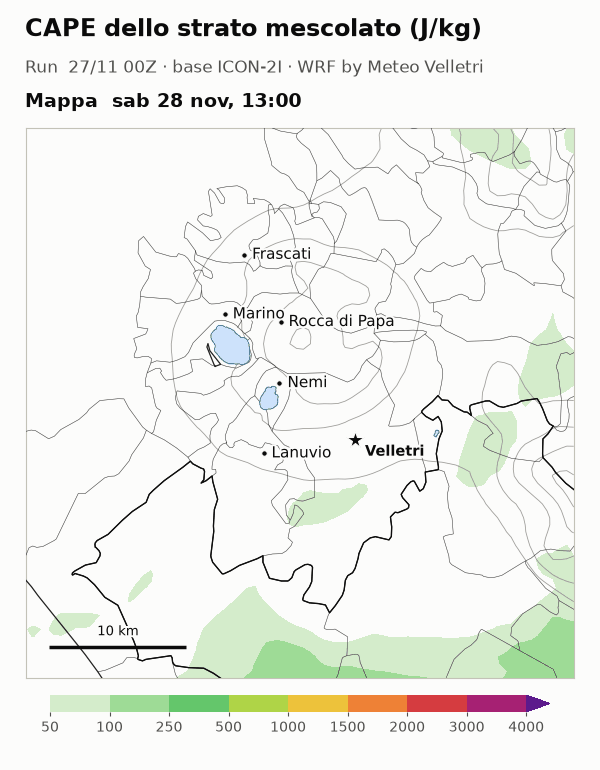 CAPE dello strato mescolato (J/kg)
Run  27/11 00Z · base ICON-2I · WRF by Meteo Velletri
Mappa  sab 28 nov, 13:00
Frascati
Marino
Rocca di Papa
Nemi
Velletri
Lanuvio
10 km
50 100 250 500 1000 1500 2000 3000 4000